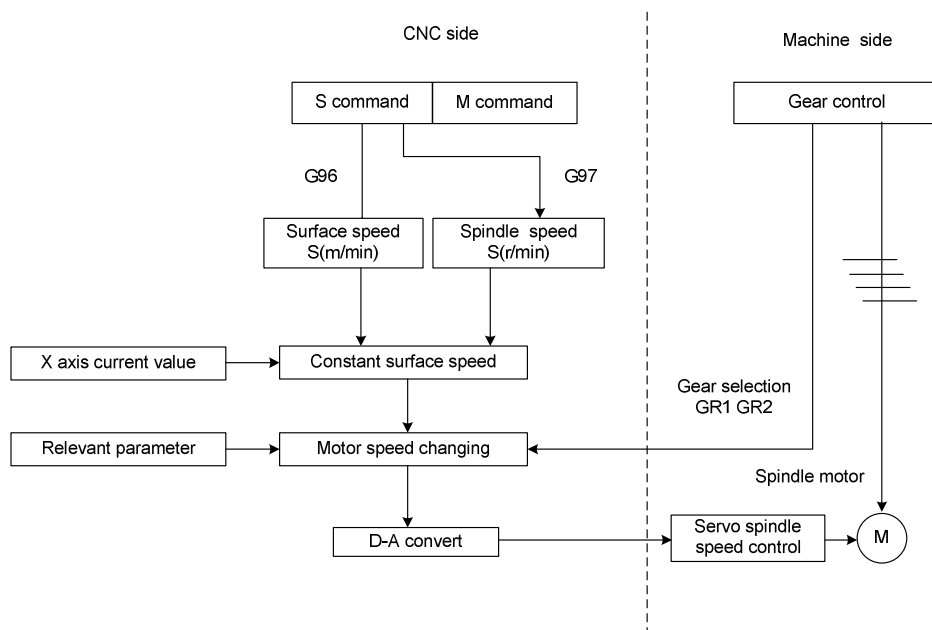 CNC side
Machine side
S command
M command
Gear control
G96
G97
Surface speed
S(m/min)
Spindle speed
S(r/min)
X axis current value
Constant surface speed
Gear selection
GR1 GR2
Relevant parameter
Motor speed changing
Spindle motor
D-A convert
Servo spindle
speed control
M